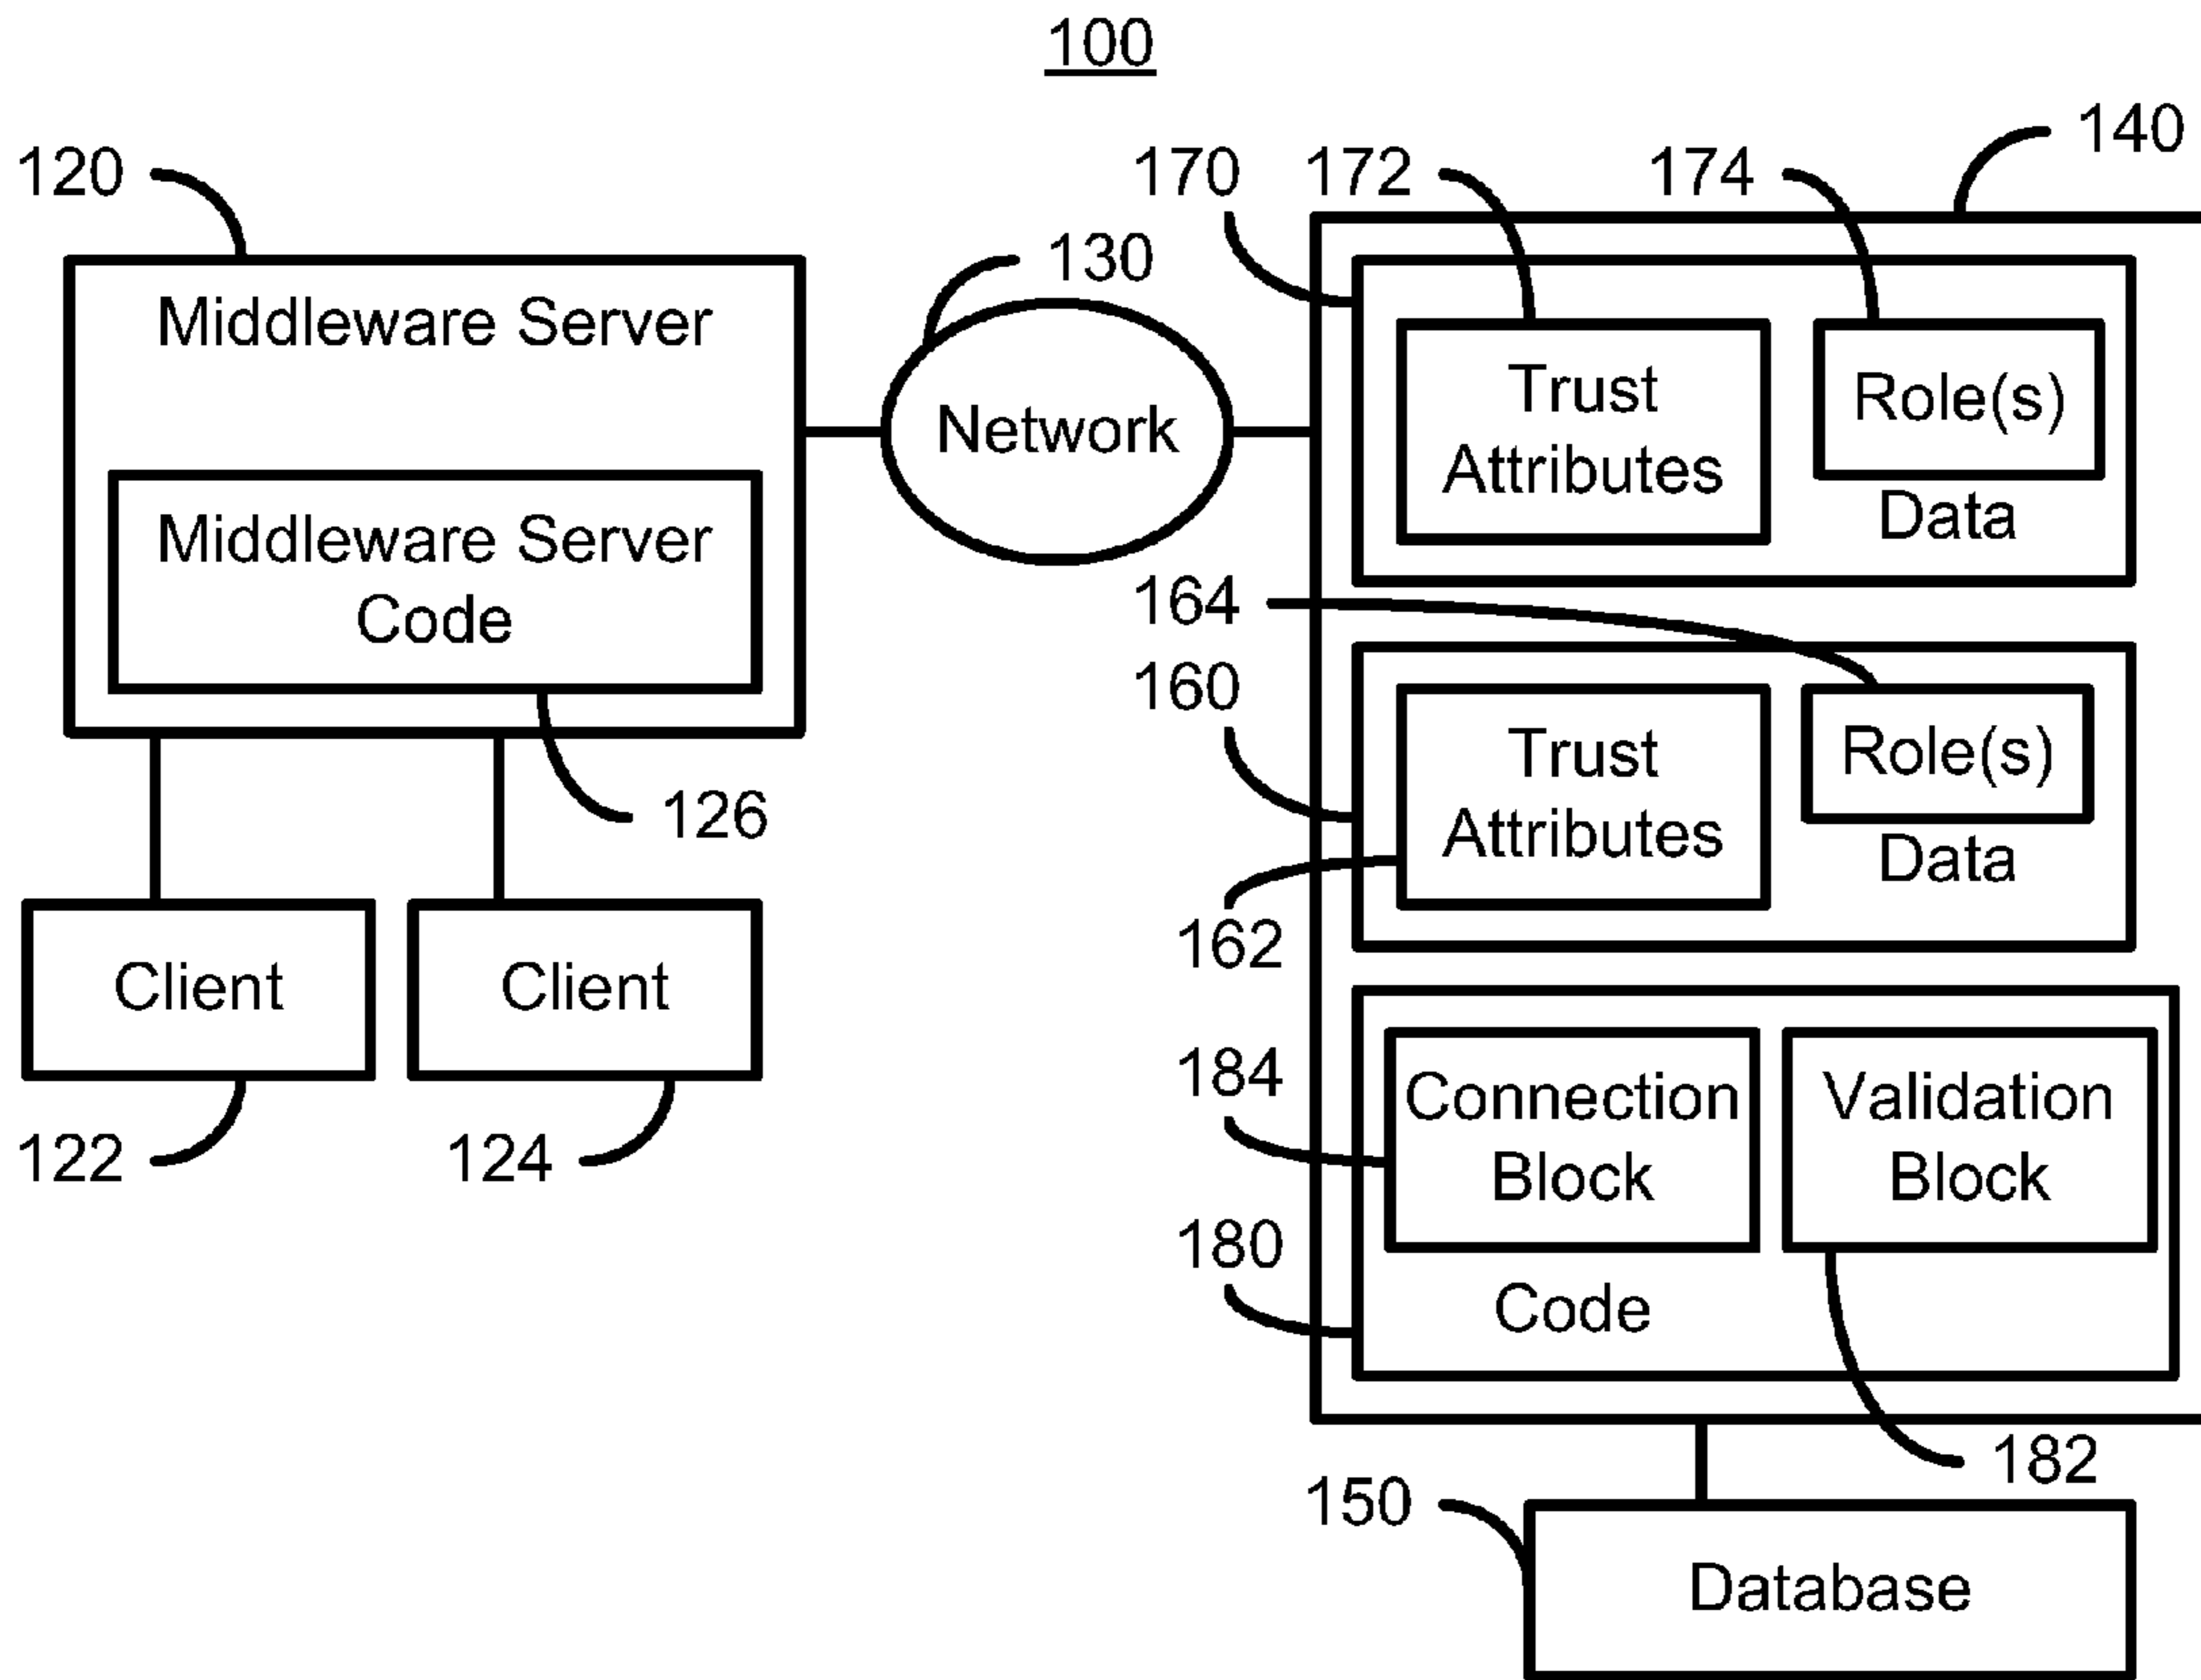 100
140
120
170
172
174
130
Middleware Server
Trust
Attributes
Role(s)
Data
Network
Middleware Server
Code
164
160
Trust
Attributes
Role(s)
Data
126
162
Client
Client
184
Connection
Block
Validation
Block
122
124
180
Code
182
150
Database